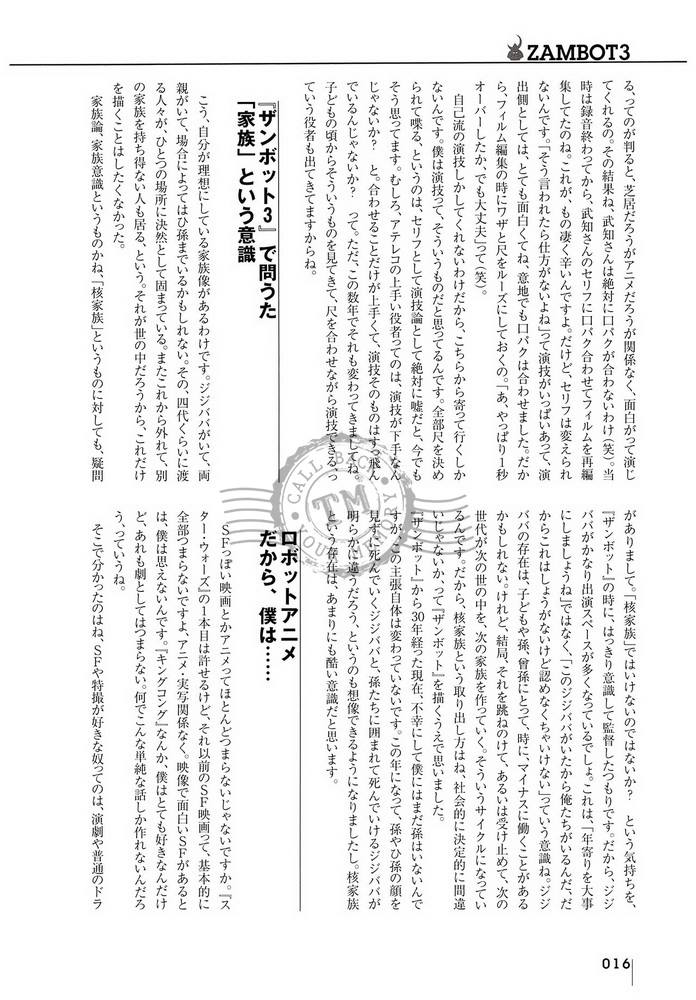 ZAMBOT3
る、ってのが判ると、芝居だろうがアニメだろうが関係なく、面白がって演じ
てくれるの。その結果ね、武知さんは絶対に口パクが合わないわけ(笑)。当
時は録音終わってから、武知さんのセリフに口パク合わせてフィルムを再編
集してたのね。これが、もの凄く辛いんですよ。だけど、セリフは変えられ
ないんです。「そう言われたら仕方がないよね」って演技がいっぱいあって、演
出側としては、とても面白くてね、意地でも口パクは合わせました。だか
ら、フィルム編集の時にワザと尺をルーズにしておくの。「あ、やっぱり1秒
オーバーしたか、でも大丈夫」って(笑)。
自己流の演技しかしてくれないわけだから、こちらから寄って行くしか
ないんです。僕は演技って、そういうものだと思ってるんです。全部尺を決め
られて喋る、というのは、セリフとして演技論として絶対に嘘だと、今でも
そう思ってます。むしろ、アテレコの上手い役者ってのは、演技が下手なん
じゃないか? と。合わせることだけが上手くて、演技そのものはすっ飛ん
でいるんじゃないか? って。ただ、この数年でそれも変わってきましてね。
子どもの頃からそういうものを見てきて、尺を合わせながら演技できる、っ
ていう役者も出てきてますからね。
『ザンボット3』で問うた
「家族」という意識
こう、自分が理想にしている家族像があるわけです。ジジババがいて、両
親がいて、場合によってはひ孫までいるかもしれない。その、四代くらいに渡
る人々が、ひとつの場所に決然として固まっている。またこれから外れて、別
の家族を持ち得ない人も居る、という。それが世の中だろうから、これだけ
を描くことはしたくなかった。
家族論、家族意識というものかね、「核家族」というものに対しても、疑問
がありまして。「核家族」ではいけないのではないか? という気持ちを、
『ザンボット』の時に、はっきり意識して監督したつもりです。だから、ジジ
ババがかなり出演スペースが多くなっているでしょ。これは、「年寄りを大事
にしましょうね」ではなく、「このジジババがいたから俺たちがいるんだ、だ
からこれはしょうがないけど認めなくちゃいけない」っていう意識ね。ジジ
ババの存在は、子どもや孫、曾孫にとって、時に、マイナスに働くことがある
かもしれない。けれど、結局、それを跳ねのけて、あるいは受け止めて、次の
世代が次の世の中を、次の家族を作っていく。そういうサイクルになってい
るんです。だから、核家族という取り出し方はね、社会的に決定的に間違
いじゃないか、って『ザンボット』を描くうえで思いました。
『ザンボット』から30年経った現在、不幸にして僕にはまだ孫はいないんで
すが、この主張自体は変わっていないです。この年になって、孫やひ孫の顔を
見ずに死んでいくジジババと、孫たちに囲まれて死んでいけるジジババが
明らかに違うだろう、というのも想像できるようになりましたし。核家族
という存在は、あまりにも酷い意識だと思います。
ロボットアニメ
だから、僕は……
SFっぽい映画とかアニメってほとんどつまらないじゃないですか。『ス
ター・ウォーズ』の1本目は許せるけど、それ以前のSF映画って、基本的に
全部つまらないですよ、アニメ・実写関係なく。映像で面白いSFがあると
は、僕は思えないんです。『キングコング』なんか、僕はとても好きなんだけ
ど、あれも劇としてはつまらない。何でこんな単純な話しか作れないんだろ
う、っていうね。
そこで分かったのはね、SFや特撮が好きな奴ってのは、演劇や普通のドラ
CALL BACK
TM
YOUR MEMORY
016